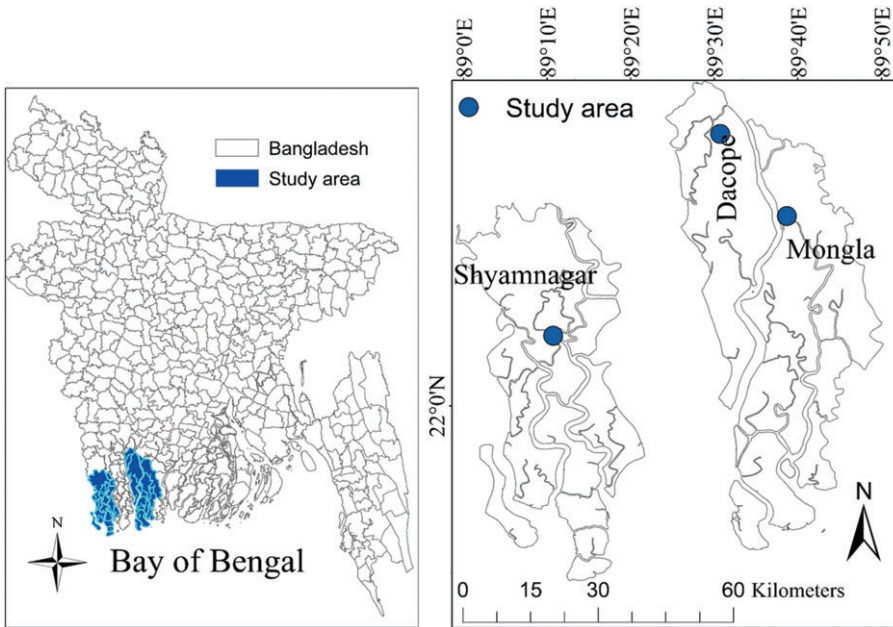 Bangladesh
Study area
N
Bay of Bengal
89°0'E
89°10'E
89°20'E
89°30'E
89°40'E
89°50'E
Study area
Dacope
Mongla
Shyamnagar
22°0'N
N
0 15 30 60 Kilometers